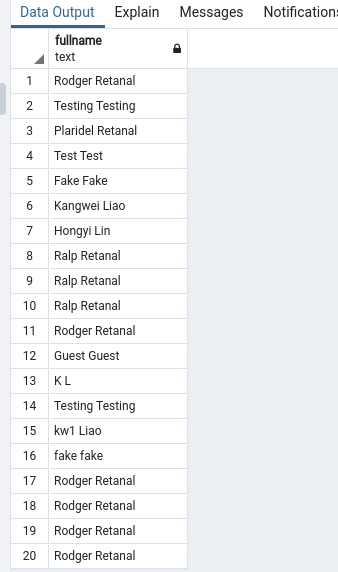 Data Output Explain Messages Notifications
fullname
text
1 Rodger Retanal
2 Testing Testing
3 Plaridel Retanal
4 Test Test
5 Fake Fake
6 Kangwei Liao
7 Hongyi Lin
8 Ralp Retanal
9 Ralp Retanal
10 Ralp Retanal
11 Rodger Retanal
12 Guest Guest
13 K L
14 Testing Testing
15 kw1 Liao
16 fake fake
17 Rodger Retanal
18 Rodger Retanal
19 Rodger Retanal
20 Rodger Retanal